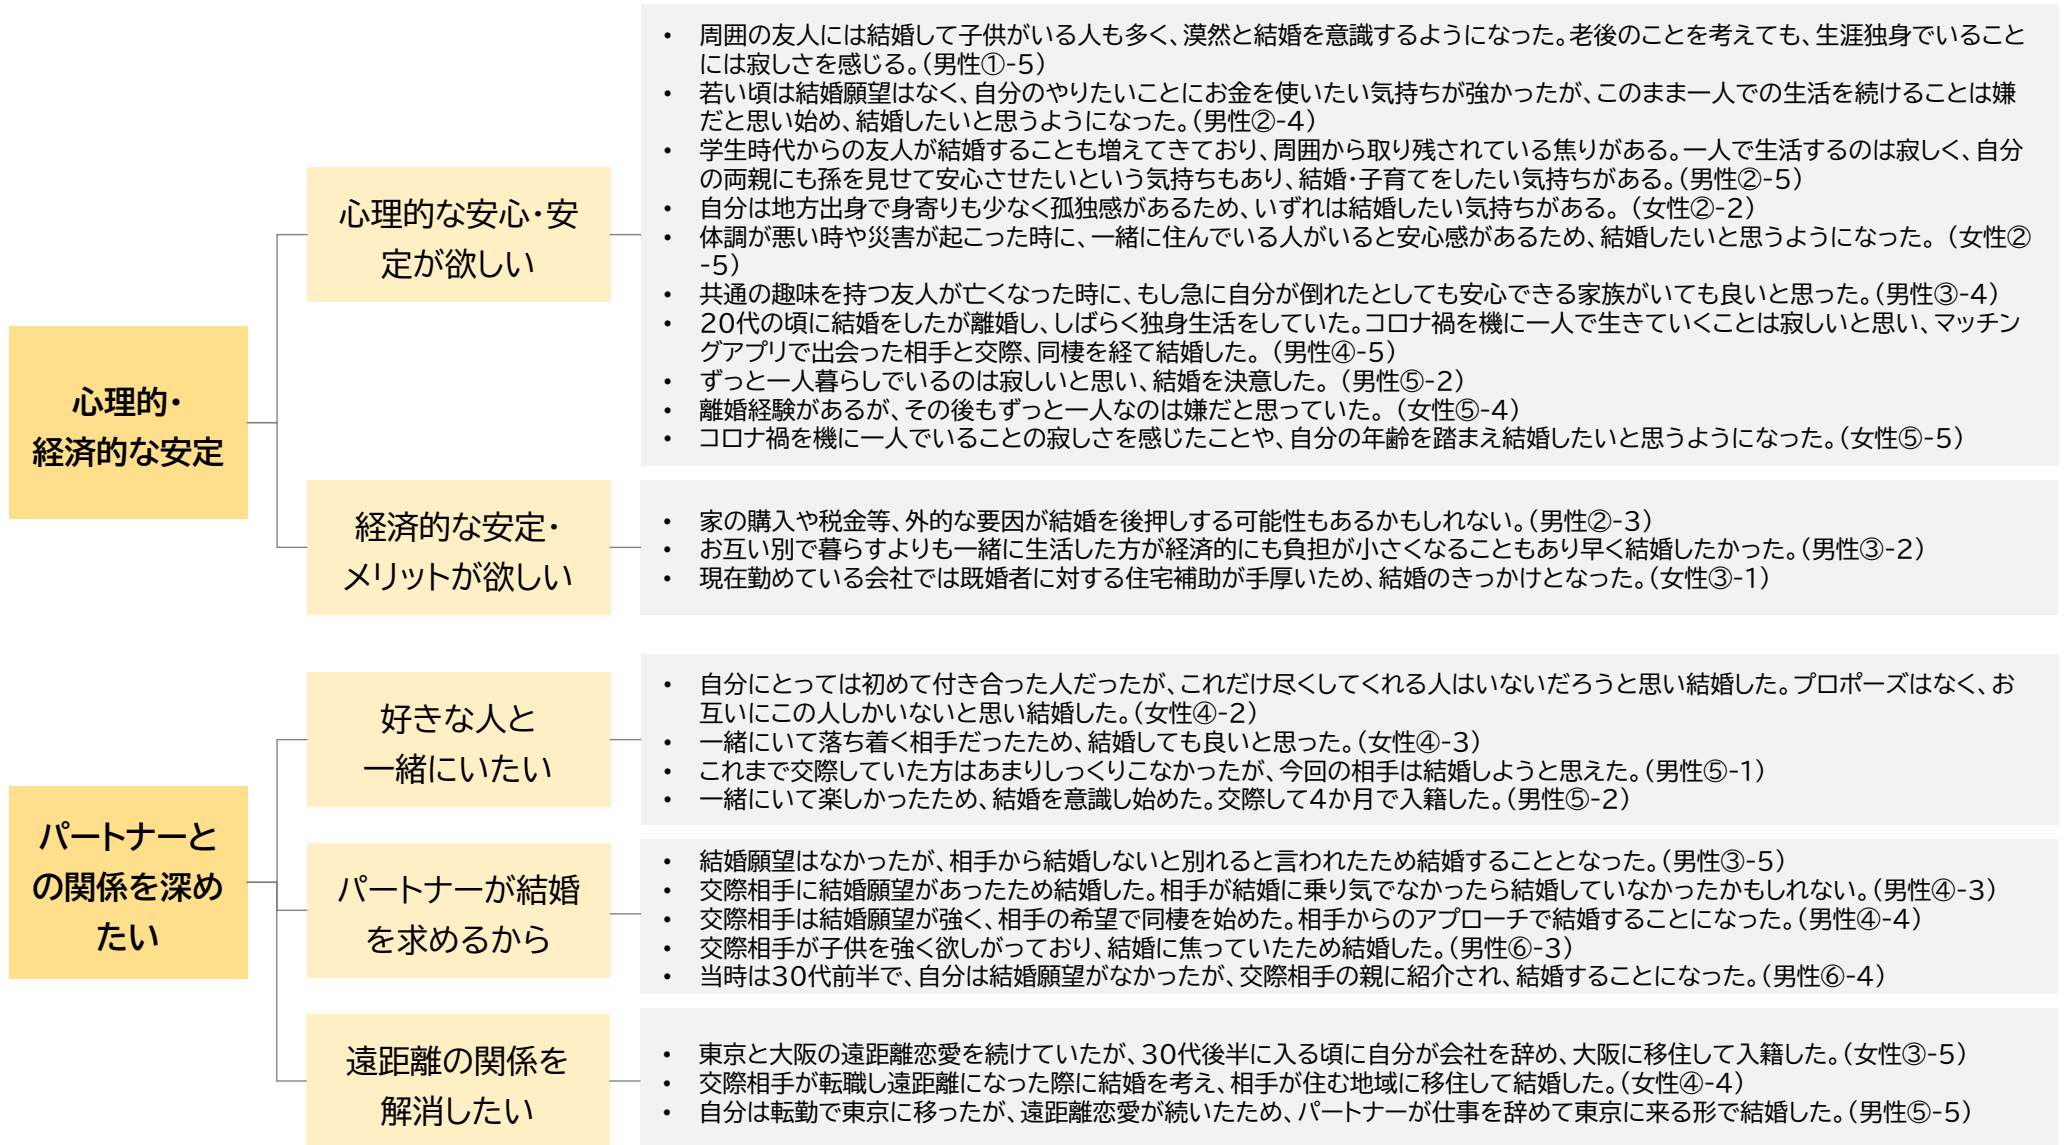 心理的・
経済的な安定
心理的な安心・安
定が欲しい
• 周囲の友人には結婚して子供がいる人も多く、漠然と結婚を意識するようになった。老後のことを考えても、生涯独身でいること
には寂しさを感じる。（男性①-5）
• 若い頃は結婚願望はなく、自分のやりたいことにお金を使いたい気持ちが強かったが、このまま一人での生活を続けることは嫌
だと思い始め、結婚したいと思うようになった。（男性②-4）
• 学生時代からの友人が結婚することも増えてきており、周囲から取り残されている焦りがある。一人で生活するのは寂しく、自分
の両親にも孫を見せて安心させたいという気持ちもあり、結婚・子育てをしたい気持ちがある。（男性②-5）
• 自分は地方出身で身寄りも少なく孤独感があるため、いずれは結婚したい気持ちがある。（女性②-2）
• 体調が悪い時や災害が起こった時に、一緒に住んでいる人がいると安心感があるため、結婚したいと思うようになった。（女性②
-5）
• 共通の趣味を持つ友人が亡くなった時に、もし急に自分が倒れたとしても安心できる家族がいても良いと思った。（男性③-4）
• 20代の頃に結婚をしたが離婚し、しばらく独身生活をしていた。コロナ禍を機に一人で生きていくことは寂しいと思い、マッチン
グアプリで出会った相手と交際、同棲を経て結婚した。（男性④-5）
• ずっと一人暮らしでいるのは寂しいと思い、結婚を決意した。（男性⑤-2）
• 離婚経験があるが、その後もずっと一人なのは嫌だと思っていた。（女性⑤-4）
• コロナ禍を機に一人でいることの寂しさを感じたことや、自分の年齢を踏まえ結婚したいと思うようになった。（女性⑤-5）
経済的な安定・
メリットが欲しい
• 家の購入や税金等、外的な要因が結婚を後押しする可能性もあるかもしれない。（男性②-3）
• お互い別で暮らすよりも一緒に生活した方が経済的にも負担が小さくなることもあり早く結婚したかった。（男性③-2）
• 現在勤めている会社では既婚者に対する住宅補助が手厚いため、結婚のきっかけとなった。（女性③-1）
パートナーと
の関係を深め
たい
好きな人と
一緒にいたい
• 自分にとっては初めて付き合った人だったが、これだけ尽くしてくれる人はいないだろうと思い結婚した。プロポーズはなく、お
互いにこの人しかいないと思い結婚した。（女性④-2）
• 一緒にいて落ち着く相手だったため、結婚しても良いと思った。（女性④-3）
• これまで交際していた方はあまりしっくりこなかったが、今回の相手は結婚しようと思えた。（男性⑤-1）
• 一緒にいて楽しかったため、結婚を意識し始めた。交際して4か月で入籍した。（男性⑤-2）
パートナーが結婚
を求めるから
• 結婚願望はなかったが、相手から結婚しないと別れると言われたため結婚することとなった。（男性③-5）
• 交際相手に結婚願望があったため結婚した。相手が結婚に乗り気でなかったら結婚していなかったかもしれない。（男性④-3）
• 交際相手は結婚願望が強く、相手の希望で同棲を始めた。相手からのアプローチで結婚することになった。（男性④-4）
• 交際相手が子供を強く欲しがっており、結婚に焦っていたため結婚した。（男性⑥-3）
• 当時は30代前半で、自分は結婚願望がなかったが、交際相手の親に紹介され、結婚することになった。（男性⑥-4）
遠距離の関係を
解消したい
• 東京と大阪の遠距離恋愛を続けていたが、30代後半に入る頃に自分が会社を辞め、大阪に移住して入籍した。（女性③-5）
• 交際相手が転職し遠距離になった際に結婚を考え、相手が住む地域に移住して結婚した。（女性④-4）
• 自分は転勤で東京に移ったが、遠距離恋愛が続いたため、パートナーが仕事を辞めて東京に来る形で結婚した。（男性⑤-5）